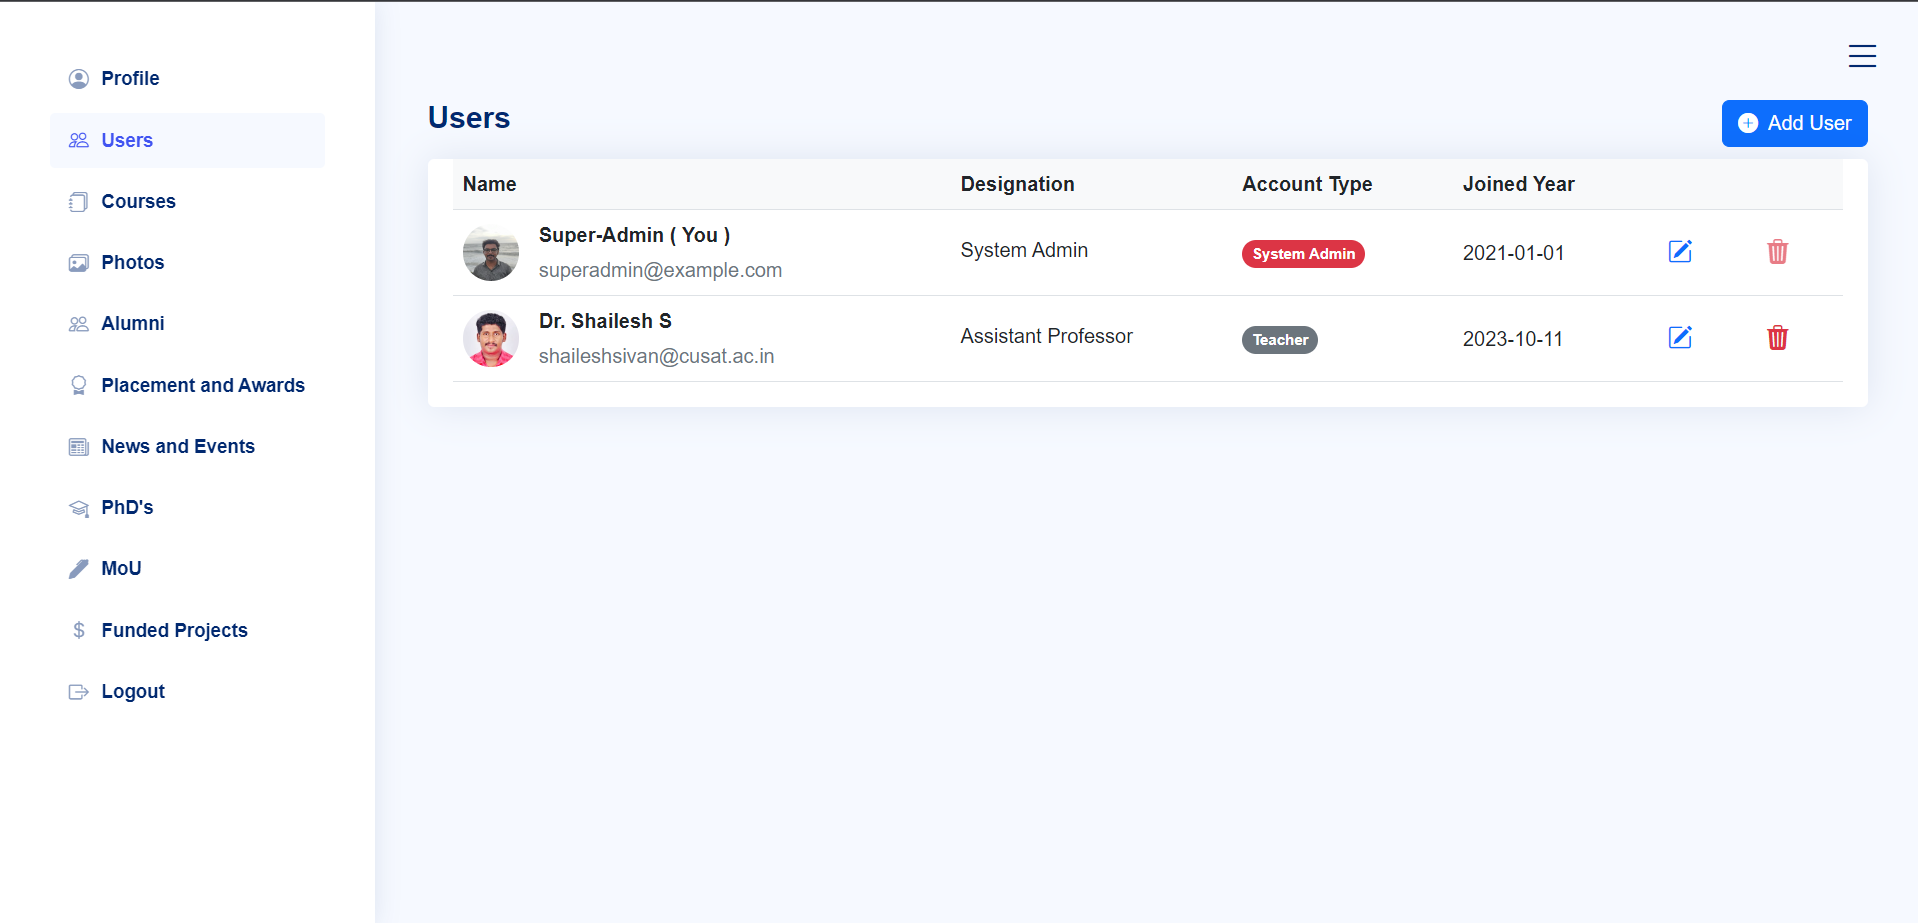 Profile
Users
Courses
Photos
Alumni
Placement and Awards
News and Events
PhD's
MoU
Funded Projects
Logout
Users
Add User
Name Designation Account Type Joined Year
Super-Admin ( You )
superadmin@example.com
System Admin
System Admin
2021-01-01
Dr. Shailesh S
shaileshsivan@cusat.ac.in
Assistant Professor
Teacher
2023-10-11